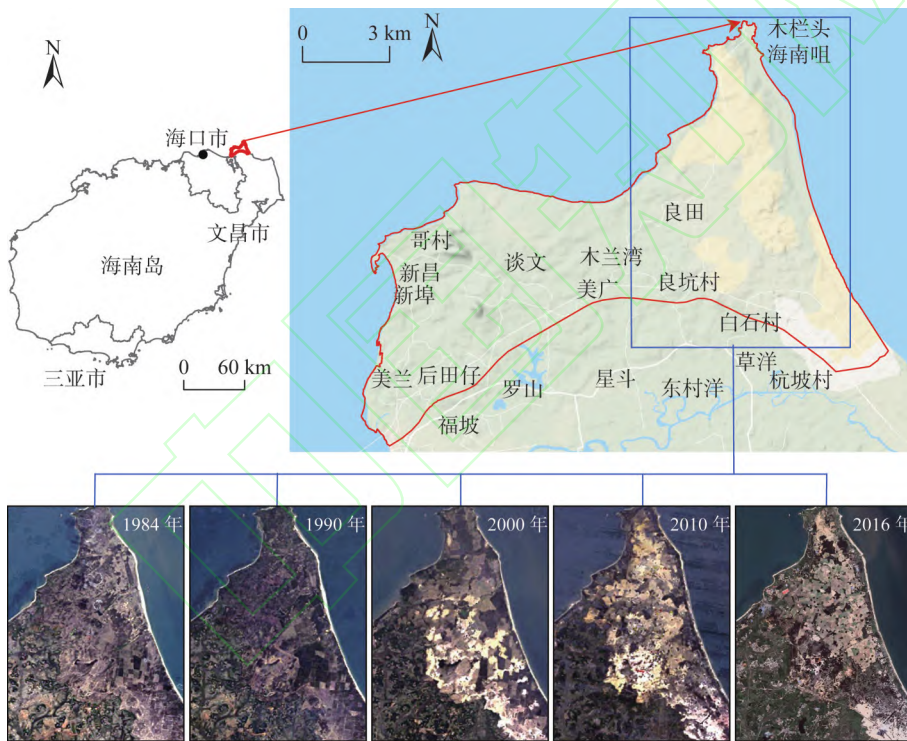 N
海口市
文昌市
海南岛
三亚市
0 60 km
0 3 km
N
木栏头
海南咀
良田
哥村
谈文
木兰湾
新昌
新埠
美广
良坑村
白石村
草洋
杭坡村
美兰
后田仔
罗山
星斗
东村洋
福坡
1984 年
1990 年
2000 年
2010 年
2016 年